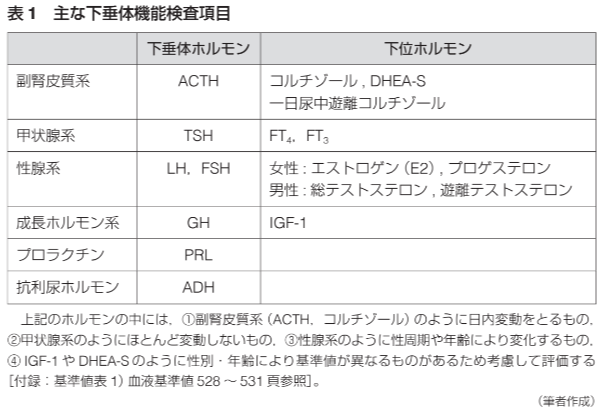 表1 主な下垂体機能検査項目
下垂体ホルモン 下位ホルモン
副腎皮質系 ACTH コルチゾール , DHEA-S
一日尿中遊離コルチゾール
甲状腺系 TSH FT₄，FT₃
性腺系 LH，FSH 女性 : エストロゲン（E2）, プロゲステロン
男性 : 総テストステロン , 遊離テストステロン
成長ホルモン系 GH IGF-1
プロラクチン PRL
抗利尿ホルモン ADH
上記のホルモンの中には，①副腎皮質系（ACTH，コルチゾール）のように日内変動をとるもの，
②甲状腺系のようにほとんど変動しないもの，③性腺系のように性周期や年齢により変化するもの，
④ IGF-1 や DHEA-S のように性別・年齢により基準値が異なるものがあるため考慮して評価する
［付録：基準値表 1）血液基準値 528 〜 531 頁参照］。
（筆者作成）